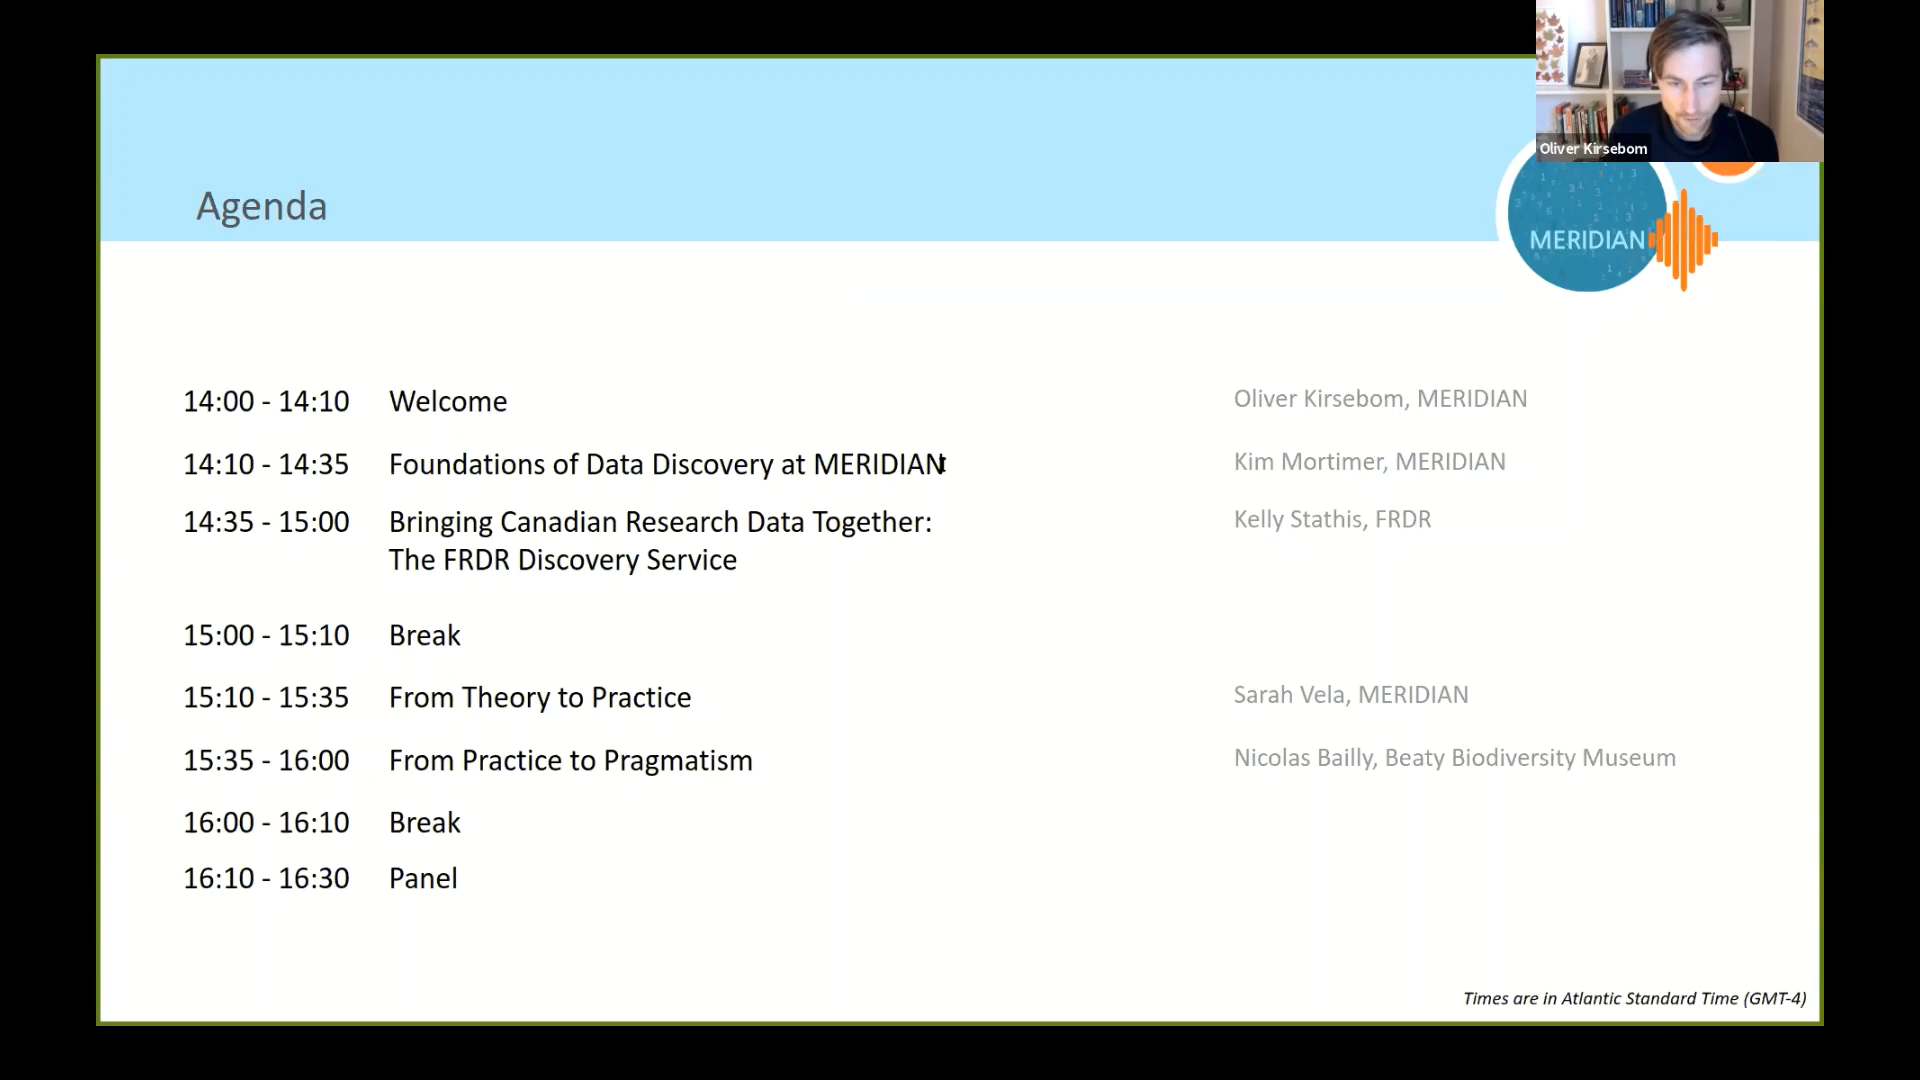 Oliver Kirsebom
Agenda
MERIDIAN
14:00 - 14:10 Welcome Oliver Kirsebom, MERIDIAN
14:10 - 14:35 Foundations of Data Discovery at MERIDIAN Kim Mortimer, MERIDIAN
14:35 - 15:00 Bringing Canadian Research Data Together: Kelly Stathis, FRDR
The FRDR Discovery Service
15:00 - 15:10 Break
15:10 - 15:35 From Theory to Practice Sarah Vela, MERIDIAN
15:35 - 16:00 From Practice to Pragmatism Nicolas Bailly, Beaty Biodiversity Museum
16:00 - 16:10 Break
16:10 - 16:30 Panel
Times are in Atlantic Standard Time (GMT-4)